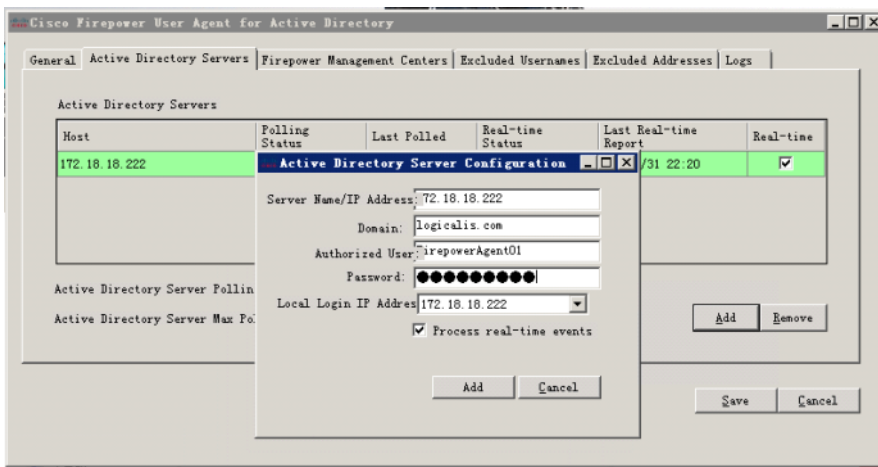 Cisco Firepower User Agent for Active Directory
General Active Directory Servers Firepower Management Centers Excluded Usernames Excluded Addresses Logs
Active Directory Servers
Host Polling Status Last Polled Real-time Status Last Real-time Report Real-time
172.18.18.222 /31 22:20
Active Directory Server Configuration
Server Name/IP Address: 72.18.18.222
Domain: logicalis.com
Authorized User: irepowerAgent01
Password: ●●●●●●●●●
Local Login IP Addres 172.18.18.222
Process real-time events
Add Cancel
Active Directory Server Pollin
Active Directory Server Max Po
Add Remove
Save Cancel